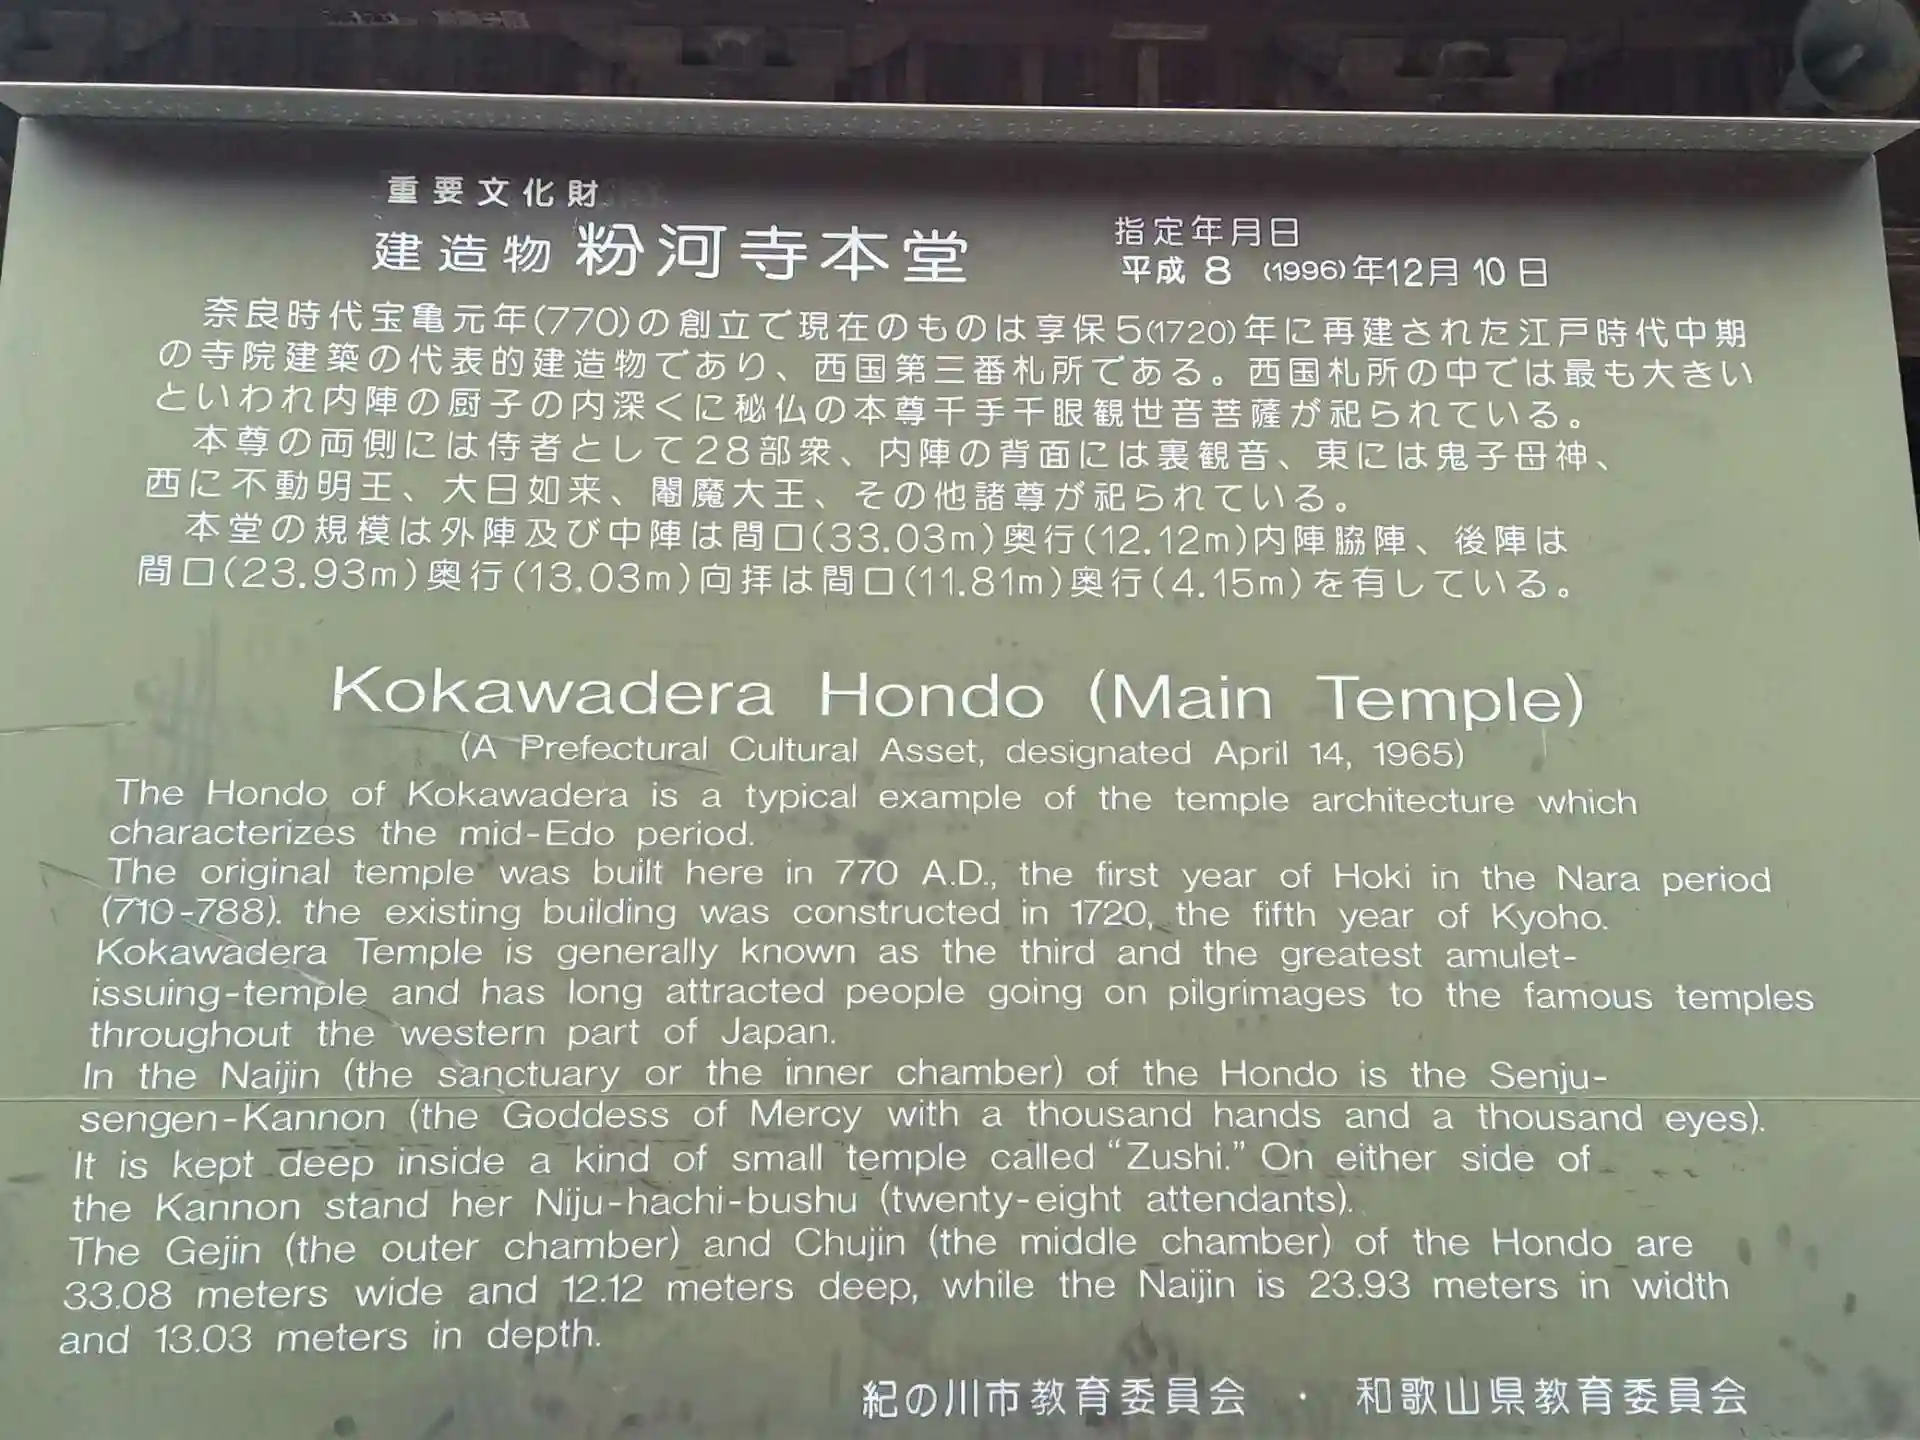 重要文化財
建造物 粉河寺本堂
指定年月日
平成8 (1996)年12月10日
奈良時代宝亀元年(770)の創立で現在のものは享保5(1720)年に再建された江戸時代中期
の寺院建築の代表的建造物であり、西国第三番札所である。西国札所の中では最も大きい
といわれ内陣の厨子の内深くに秘仏の本尊千手千眼観世音菩薩が祀られている。
本尊の両側には侍者として28部衆、内陣の背面には裏観音、東には鬼子母神、
西に不動明王、大日如来、閻魔大王、その他諸尊が祀られている。
本堂の規模は外陣及び中陣は間口(33.03m)奥行(12.12m)内陣脇陣、後陣は
間口(23.93m)奥行(13.03m)向拝は間口(11.81m)奥行(4.15m)を有している。
Kokawadera Hondo (Main Temple)
(A Prefectural Cultural Asset, designated April 14, 1965)
The Hondo of Kokawadera is a typical example of the temple architecture which
characterizes the mid-Edo period.
The original temple was built here in 770 A.D., the first year of Hoki in the Nara period
(710-788). the existing building was constructed in 1720, the fifth year of Kyoho.
Kokawadera Temple is generally known as the third and the greatest amulet-
issuing-temple and has long attracted people going on pilgrimages to the famous temples
throughout the western part of Japan.
In the Naijin (the sanctuary or the inner chamber) of the Hondo is the Senju-
sengen-Kannon (the Goddess of Mercy with a thousand hands and a thousand eyes).
It is kept deep inside a kind of small temple called "Zushi." On either side of
the Kannon stand her Niju-hachi-bushu (twenty-eight attendants).
The Gejin (the outer chamber) and Chujin (the middle chamber) of the Hondo are
33.08 meters wide and 12.12 meters deep, while the Naijin is 23.93 meters in width
and 13.03 meters in depth.
紀の川市教育委員会 ・ 和歌山県教育委員会